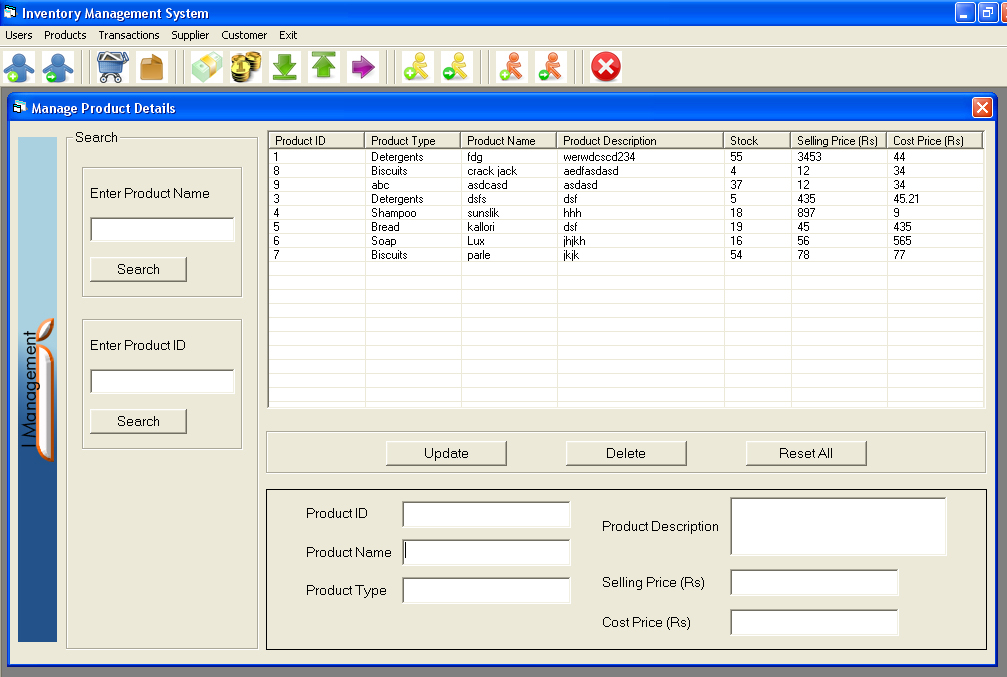 Inventory Management System
Users Products Transactions Supplier Customer Exit
Manage Product Details
I Management
Search
Enter Product Name
Search
Enter Product ID
Search
Product ID Product Type Product Name Product Description Stock Selling Price (Rs) Cost Price (Rs)
1 Detergents fdg werwdcscd234 55 3453 44
8 Biscuits crack jack aedfasdasd 4 12 34
9 abc asdcasd asdasd 37 12 34
3 Detergents dsfs dsf 5 435 45.21
4 Shampoo sunslik hhh 18 897 9
5 Bread kallori dsf 19 45 435
6 Soap Lux jhjkh 16 56 565
7 Biscuits parle jkjk 54 78 77
Update Delete Reset All
Product ID
Product Name
Product Type
Product Description
Selling Price (Rs)
Cost Price (Rs)